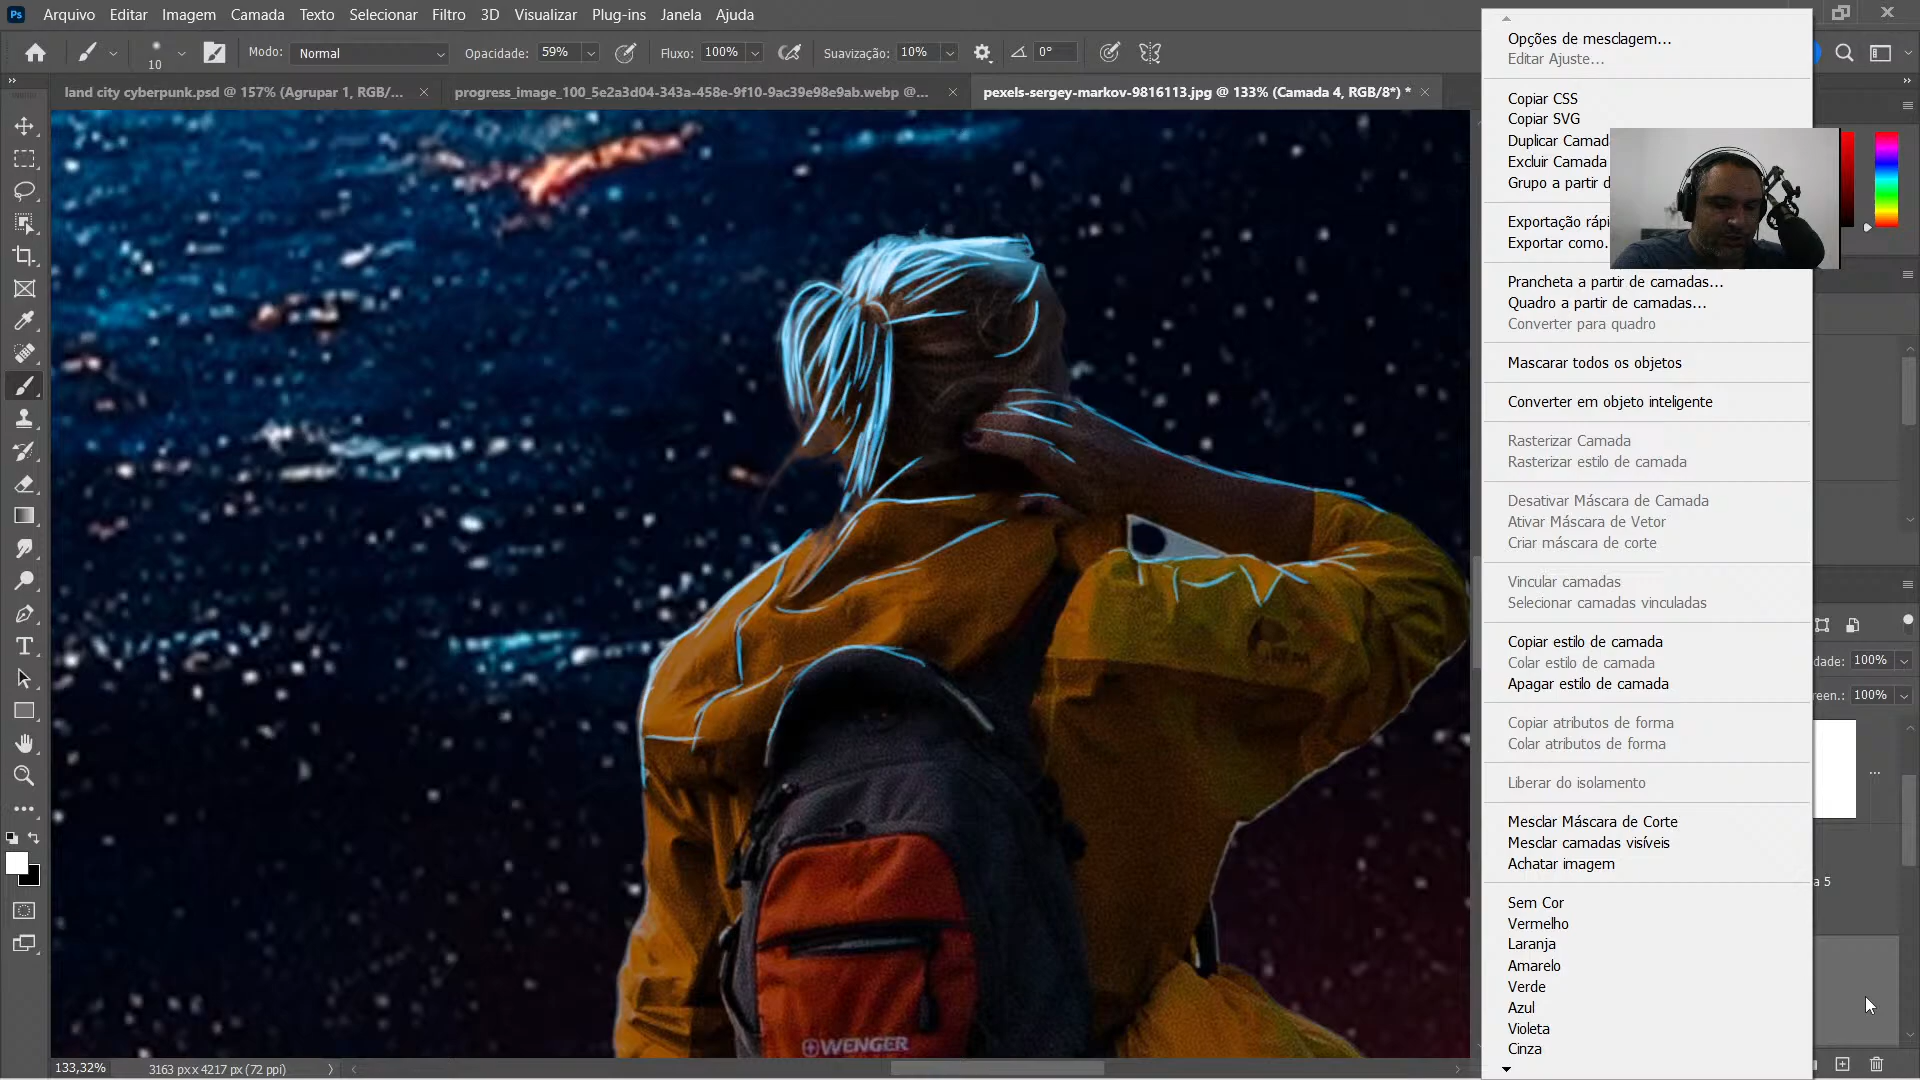 Ps Arquivo Editar Imagem Camada Texto Selecionar Filtro 3D Visualizar Plug-ins Janela Ajuda
10 Modo: Normal Opacidade: 59% Fluxo: 100% Suavização: 10% 0°
land city cyberpunk.psd @ 157% (Agrupar 1, RGB/...
progress_image_100_5e2a3d04-343a-458e-9f10-9ac39e98e9ab.webp @...
pexels-sergey-markov-9816113.jpg @ 133% (Camada 4, RGB/8*) *
Opções de mesclagem...
Editar Ajuste...
Copiar CSS
Copiar SVG
Duplicar Camad
Excluir Camada
Grupo a partir d
Exportação rápi
Exportar como.
Prancheta a partir de camadas...
Quadro a partir de camadas...
Converter para quadro
Mascarar todos os objetos
Converter em objeto inteligente
Rasterizar Camada
Rasterizar estilo de camada
Desativar Máscara de Camada
Ativar Máscara de Vetor
Criar máscara de corte
Vincular camadas
Selecionar camadas vinculadas
Copiar estilo de camada
Colar estilo de camada
Apagar estilo de camada
Copiar atributos de forma
Colar atributos de forma
Liberar do isolamento
Mesclar Máscara de Corte
Mesclar camadas visíveis
Achatar imagem
Sem Cor
Vermelho
Laranja
Amarelo
Verde
Azul
Violeta
Cinza
dade: 100%
reen.: 100%
...
a 5
WENGER
133,32% 3163 px x 4217 px (72 ppi)